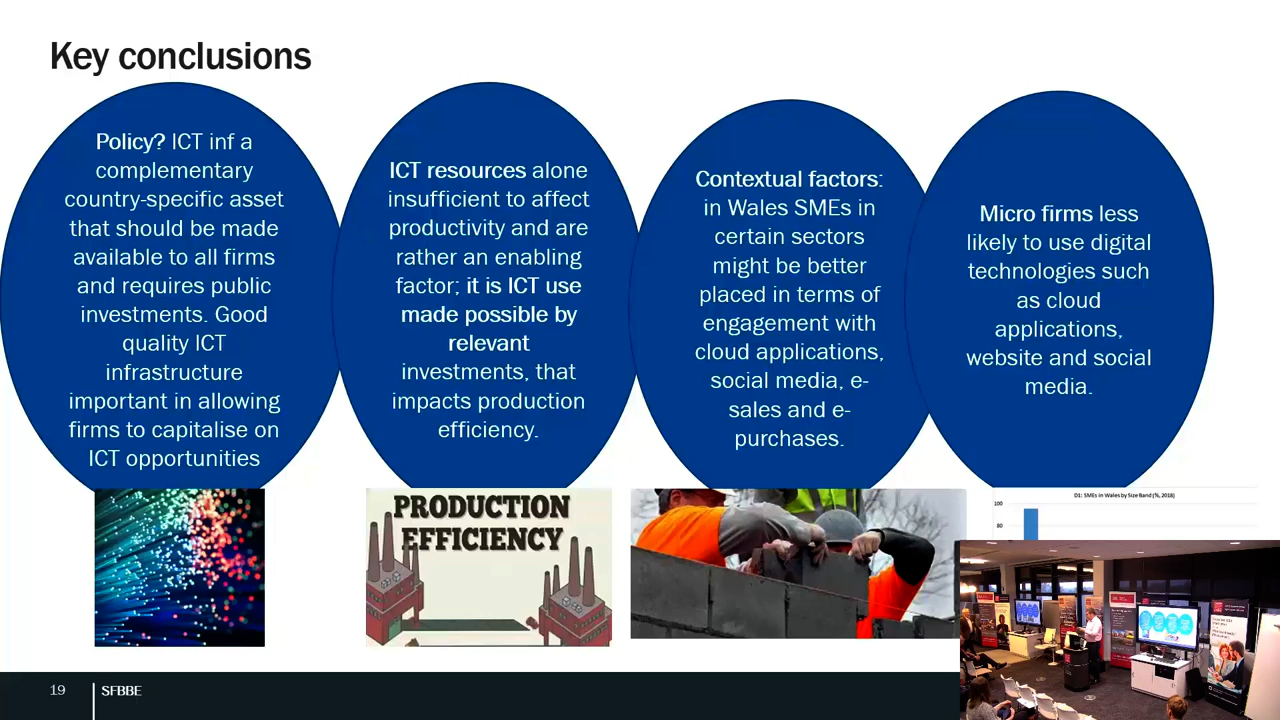 Key conclusions
Policy? ICT inf a
complementary
country-specific asset
that should be made
available to all firms
and requires public
investments. Good
quality ICT
infrastructure
important in allowing
firms to capitalise on
ICT opportunities
ICT resources alone
insufficient to affect
productivity and are
rather an enabling
factor; it is ICT use
made possible by
relevant
investments, that
impacts production
efficiency.
Contextual factors:
in Wales SMEs in
certain sectors
might be better
placed in terms of
engagement with
cloud applications,
social media, e-
sales and e-
purchases.
Micro firms less
likely to use digital
technologies such
as cloud
applications,
website and social
media.
PRODUCTION
EFFICIENCY
D1: SMEs in Wales by Size Band (%, 2018)
100
80
19
SFBBE